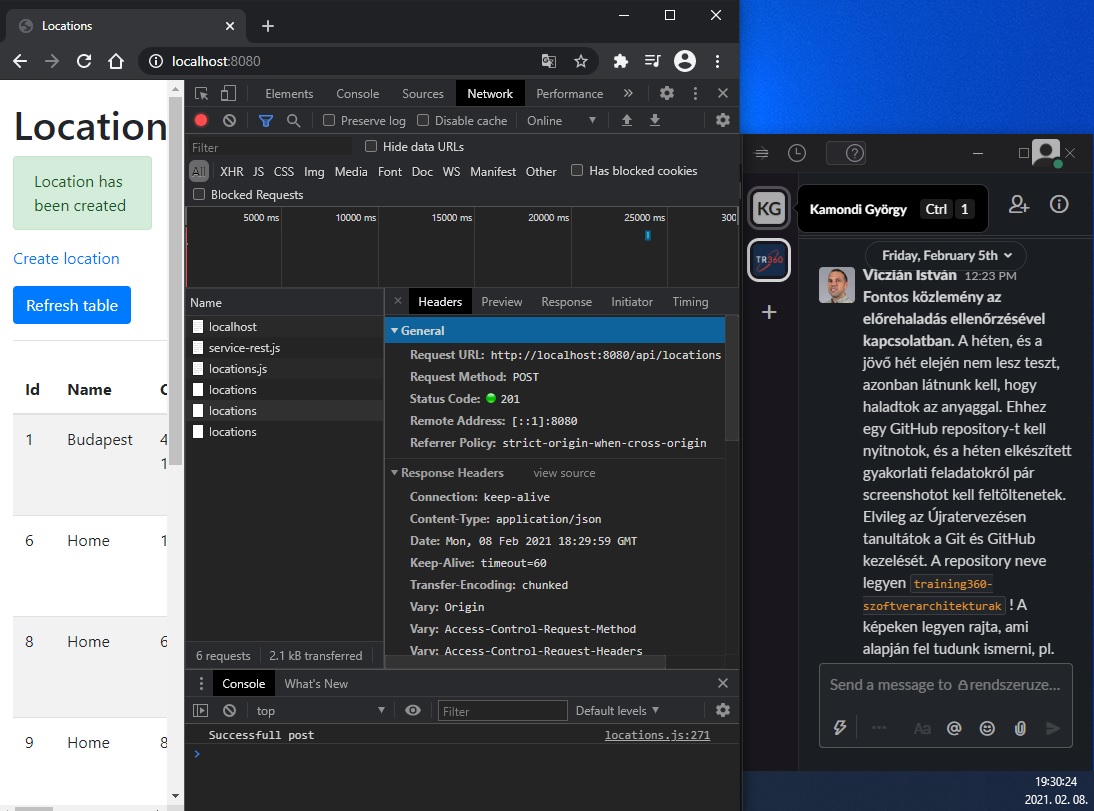 Locations
localhost:8080
Location
Location has
been created
Create location
Refresh table
Id Name C
1 Budapest 4
1
6 Home 1
8 Home 6
9 Home 8
Elements Console Sources Network Performance »
Preserve log Disable cache Online
Filter Hide data URLs
All XHR JS CSS Img Media Font Doc WS Manifest Other Has blocked cookies
Blocked Requests
5000 ms 10000 ms 15000 ms 20000 ms 25000 ms 300
Name
localhost
service-rest.js
locations.js
locations
locations
locations
6 requests 2.1 kB transferred
× Headers Preview Response Initiator Timing
General
Request URL: http://localhost:8080/api/locations
Request Method: POST
Status Code: 201
Remote Address: [::1]:8080
Referrer Policy: strict-origin-when-cross-origin
Response Headers view source
Connection: keep-alive
Content-Type: application/json
Date: Mon, 08 Feb 2021 18:29:59 GMT
Keep-Alive: timeout=60
Transfer-Encoding: chunked
Vary: Origin
Vary: Access-Control-Request-Method
Vary: Access-Control-Request-Headers
Console What's New
top Filter Default levels
Successfull post locations.js:271
KG
Kamondi György Ctrl 1
TR360
Friday, February 5th
Viczián István 12:23 PM
Fontos közlemény az
előrehaladás ellenőrzésével
kapcsolatban. A héten, és a
jövő hét elején nem lesz teszt,
azonban látnunk kell, hogy
haladtok az anyaggal. Ehhez
egy GitHub repository-t kell
nyitnotok, és a héten elkészített
gyakorlati feladatokról pár
screenshotot kell feltöltenetek.
Elvileg az Újratervezésen
tanultátok a Git és GitHub
kezelését. A repository neve
legyen training360-
szoftverarchitekturak ! A
képeken legyen rajta, ami
alapján fel tudunk ismerni, pl.
Send a message to rendszeruze...
Aa @
19:30:24
2021. 02. 08.